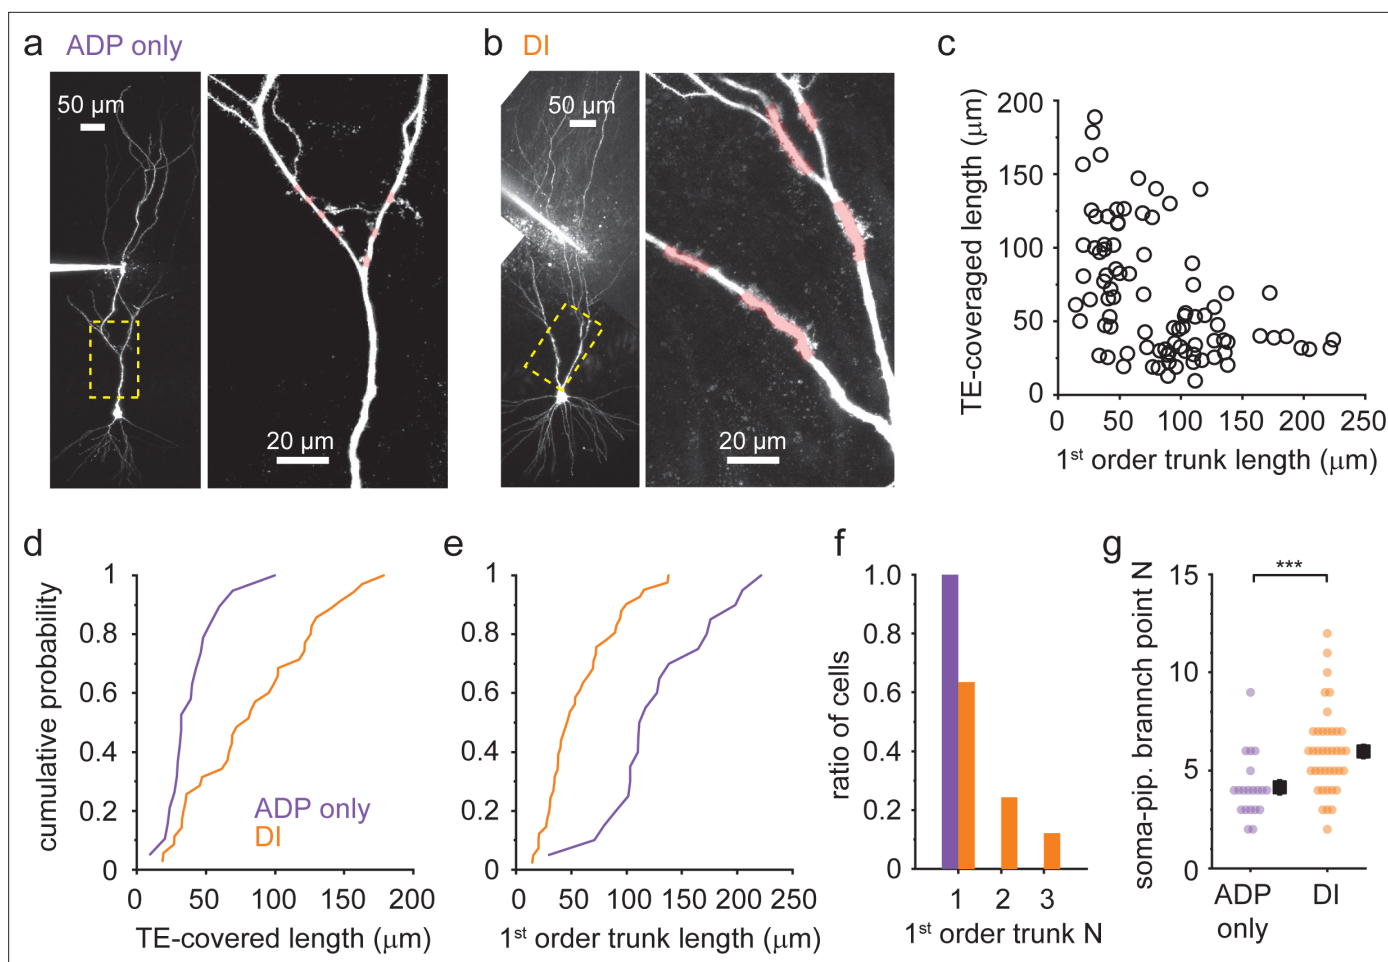 a ADP only
50 μm
20 μm
b DI
50 μm
20 μm
c
TE-coveraged length (μm)
200
150
100
50
0
0 50 100 150 200 250
1st order trunk length (μm)
d
cumulative probability
1
0.8
0.6
0.4
0.2
0
ADP only
DI
0 50 100 150 200
TE-covered length (μm)
e
1
0.8
0.6
0.4
0.2
0
0 50 100 150 200 250
1st order trunk length (μm)
f
ratio of cells
1.0
0.8
0.6
0.4
0.2
0
1 2 3
1st order trunk N
g
soma-pip. brannch point N
15
10
5
0
***
ADP DI
only